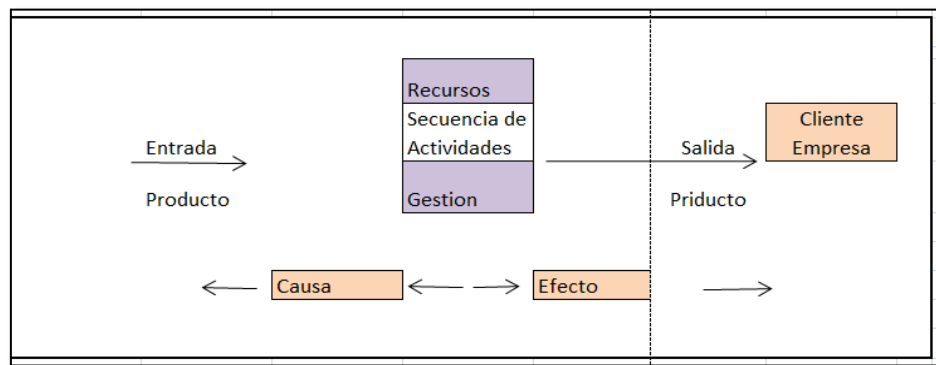 Recursos
Secuencia de
Actividades
Gestion
Entrada
Producto
Salida
Priducto
Cliente
Empresa
Causa
Efecto